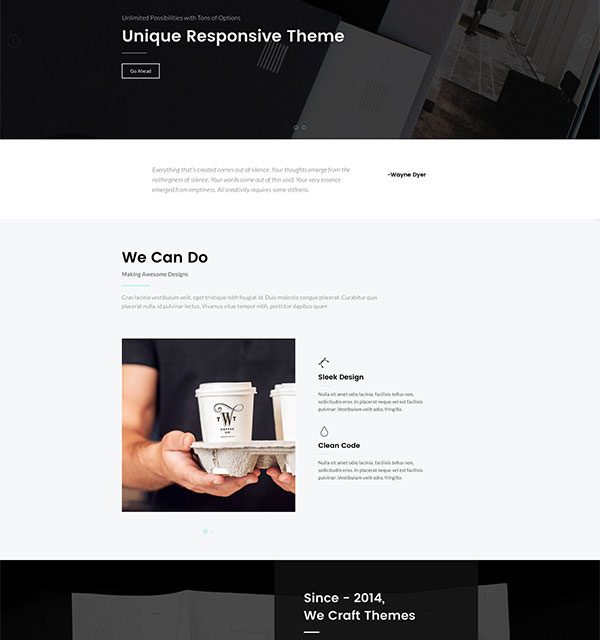 Unlimited Possibilities with Tons of Options
Unique Responsive Theme
Go Ahead
Everything that's created comes out of silence. Your thoughts emerge from the
nothingness of silence. Your words come out of this void. Your very essence
emerged from emptiness. All creativity requires some stillness.
-Wayne Dyer
We Can Do
Making Awesome Designs
Cras lacinia vestibulum velit, eget tristique nibh feugiat id. Duis molestie congue placerat. Curabitur quis
placerat nulla, id pulvinar lectus. Vivamus vitae tempor nibh, porttitor dapibus quam
T W T
COFFEE
CO.
Sleek Design
Nulla sit amet odio lacinia, facilisis tellus non,
sollicitudin eros. In placerat neque vel est facilisis
pulvinar. Vestibulum velit odio, fringilla.
Clean Code
Nulla sit amet odio lacinia, facilisis tellus non,
sollicitudin eros. In placerat neque vel est facilisis
pulvinar. Vestibulum velit odio, fringilla.
Since - 2014,
We Craft Themes